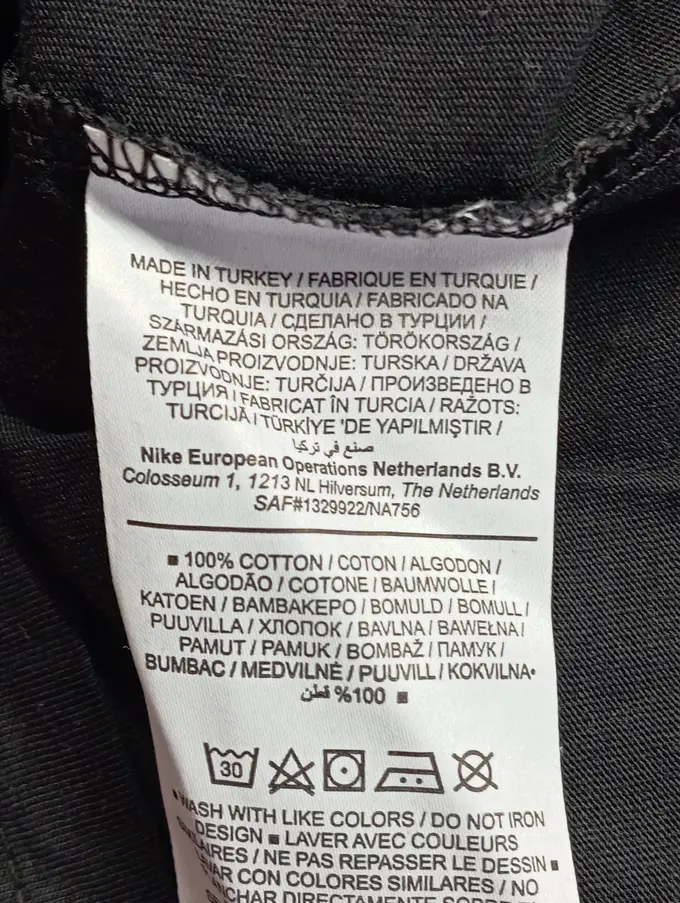 MADE IN TURKEY / FABRIQUE EN TURQUIE /
HECHO EN TURQUIA / FABRICADO NA
TURQUIA / СДЕЛАНО В ТУРЦИИ /
SZÁRMAZÁSI ORSZÁG: TÖRÖKORSZÁG /
ZEMLJA PROIZVODNJE: TURSKA / DRŽAVA
PROIZVODNJE: TURČIJA / ПРОИЗВЕДЕНО В
ТУРЦИЯ / FABRICAT ÎN TURCIA / RAŽOTS:
TURCIJĀ / TÜRKİYE 'DE YAPILMIŞTIR /
صنع في تركيا
Nike European Operations Netherlands B.V.
Colosseum 1, 1213 NL Hilversum, The Netherlands
SAF#1329922/NA756
■ 100% COTTON / COTON / ALGODON /
ALGODÃO / COTONE / BAUMWOLLE /
KATOEN / ΒΑΜΒΑΚΕΡΟ / BOMULD / BOMULL /
PUUVILLA / ХЛОПОК / BAVLNA / BAWEŁNA /
PAMUT / PAMUK / BOMBAŽ / ПАМУК /
BUMBAC / MEDVILNĖ / PUUVILL / KOKVILNA•
100% قطن ■
30
WASH WITH LIKE COLORS / DO NOT IRON
DESIGN ■ LAVER AVEC COULEURS
/ NE PAS REPASSER LE DESSIN ■
CON COLORES SIMILARES / NO
DIRECTAMENTE